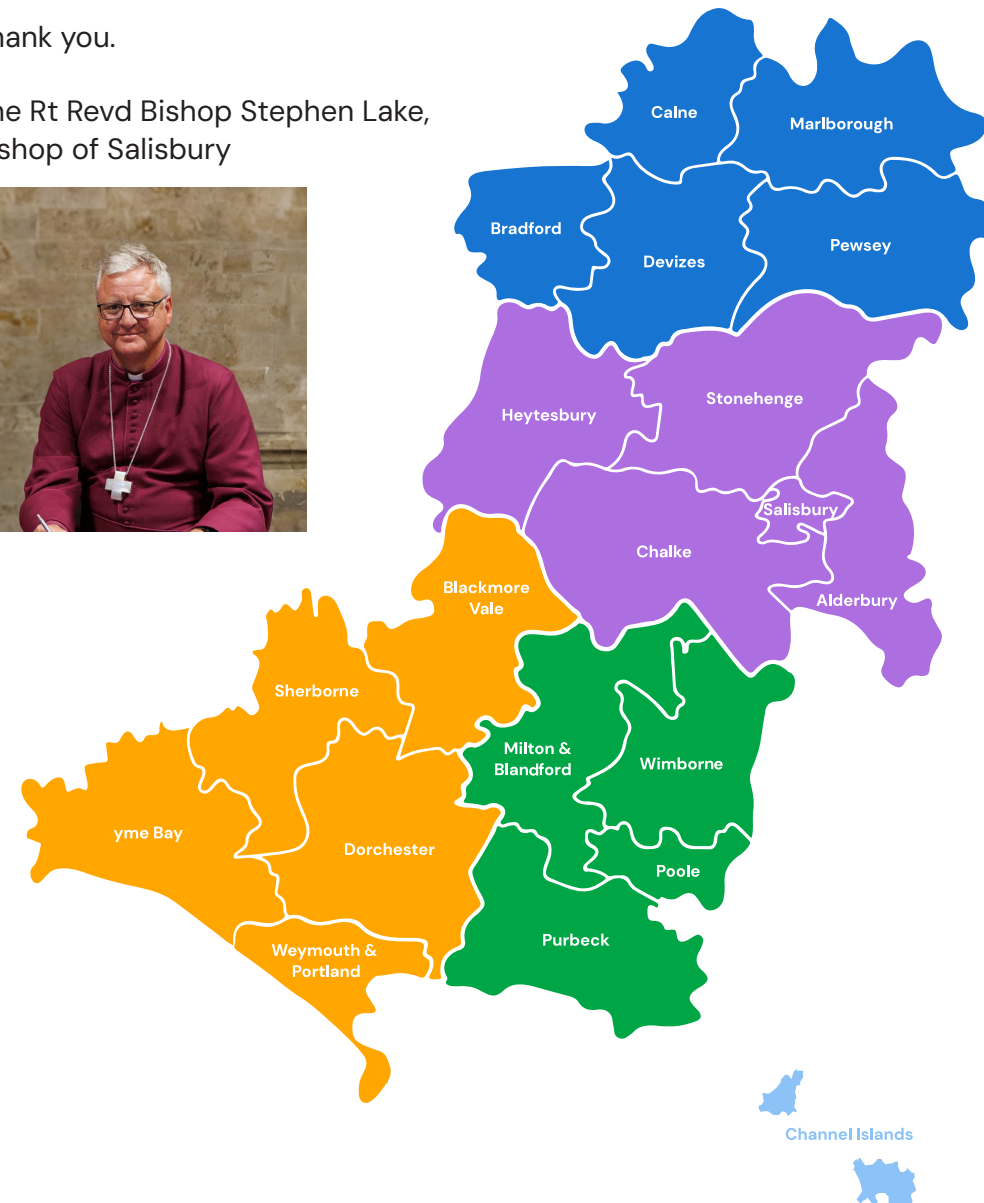 hank you.
ne Rt Revd Bishop Stephen Lake,
shop of Salisbury
Calne
Marlborough
Bradford
Devizes
Pewsey
Heytesbury
Stonehenge
Salisbury
Chalke
Alderbury
Blackmore
Vale
Sherborne
Milton &
Blandford
Wimborne
yme Bay
Dorchester
Poole
Purbeck
Weymouth &
Portland
Channel Islands